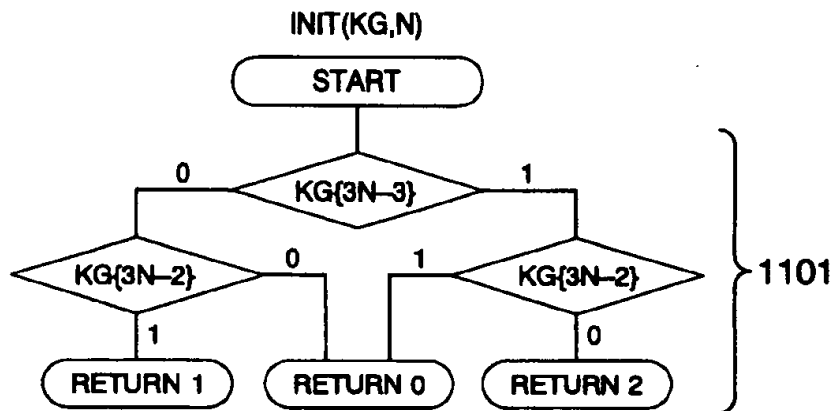 INIT(KG,N)
START
0
KG{3N–3}
1
KG{3N–2}
0
1
KG{3N–2}
1101
1
0
RETURN 1
RETURN 0
RETURN 2